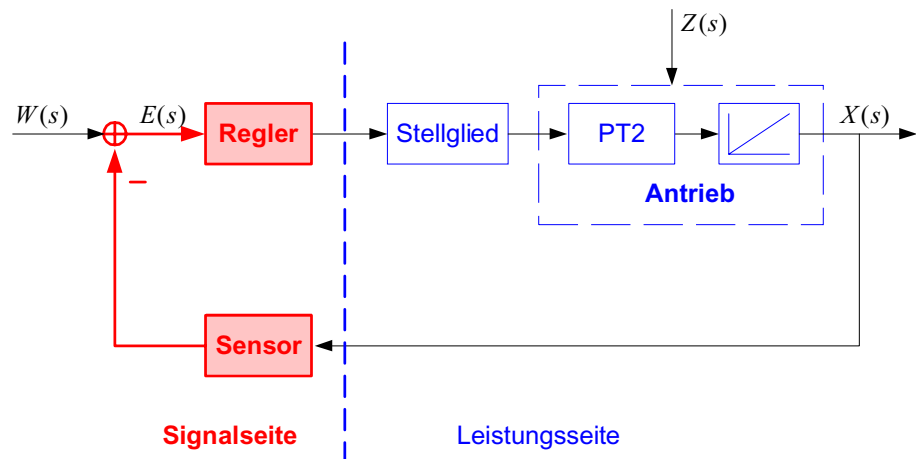 Z(s)
W(s)
E(s)
Regler
Stellglied
PT2
X(s)
Antrieb
–
Sensor
Signalseite
Leistungsseite